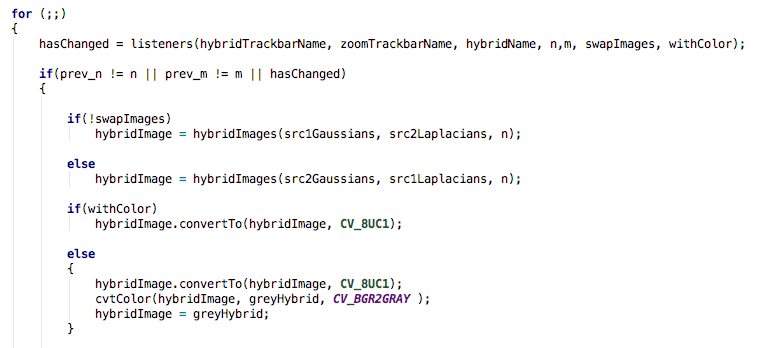 for (;;)
{
    hasChanged = listeners(hybridTrackbarName, zoomTrackbarName, hybridName, n,m, swapImages, withColor);
    if(prev_n != n || prev_m != m || hasChanged)
    {
        if(!swapImages)
            hybridImage = hybridImages(src1Gaussians, src2Laplacians, n);
        else
            hybridImage = hybridImages(src2Gaussians, src1Laplacians, n);
        if(withColor)
            hybridImage.convertTo(hybridImage, CV_8UC1);
        else
        {
            hybridImage.convertTo(hybridImage, CV_8UC1);
            cvtColor(hybridImage, greyHybrid, CV_BGR2GRAY );
            hybridImage = greyHybrid;
        }